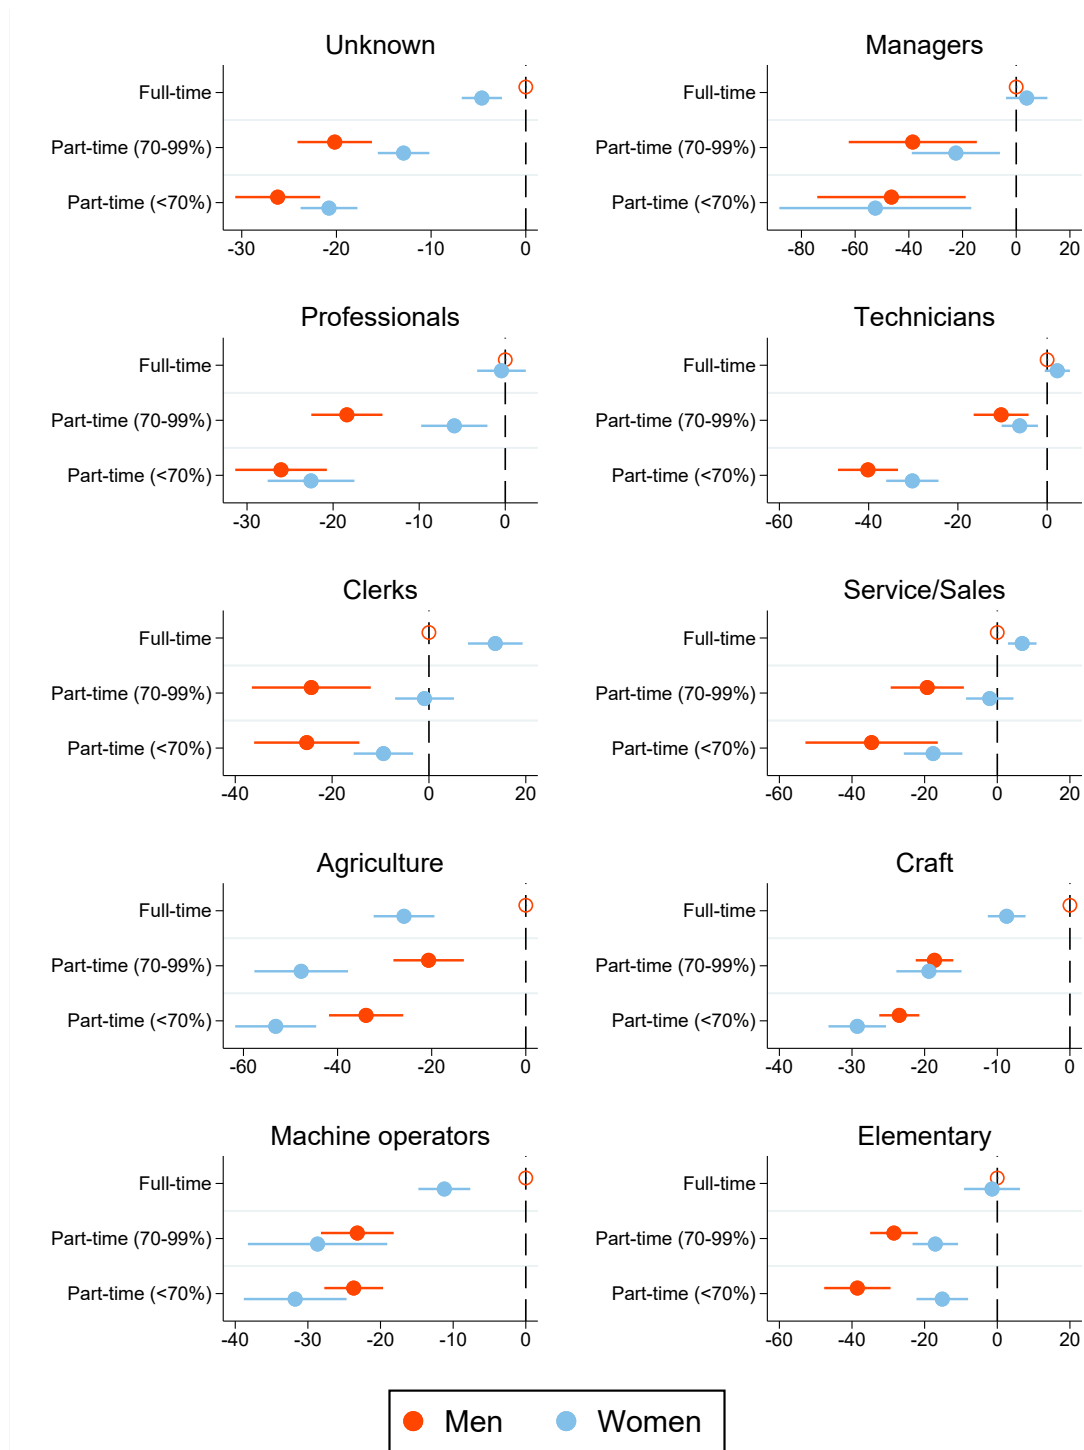 Unknown
Full-time
Part-time (70-99%)
Part-time (<70%)
-30 -20 -10 0
Managers
Full-time
Part-time (70-99%)
Part-time (<70%)
-80 -60 -40 -20 0 20
Professionals
Full-time
Part-time (70-99%)
Part-time (<70%)
-30 -20 -10 0
Technicians
Full-time
Part-time (70-99%)
Part-time (<70%)
-60 -40 -20 0
Clerks
Full-time
Part-time (70-99%)
Part-time (<70%)
-40 -20 0 20
Service/Sales
Full-time
Part-time (70-99%)
Part-time (<70%)
-60 -40 -20 0 20
Agriculture
Full-time
Part-time (70-99%)
Part-time (<70%)
-60 -40 -20 0
Craft
Full-time
Part-time (70-99%)
Part-time (<70%)
-40 -30 -20 -10 0
Machine operators
Full-time
Part-time (70-99%)
Part-time (<70%)
-40 -30 -20 -10 0
Elementary
Full-time
Part-time (70-99%)
Part-time (<70%)
-60 -40 -20 0 20
Men Women